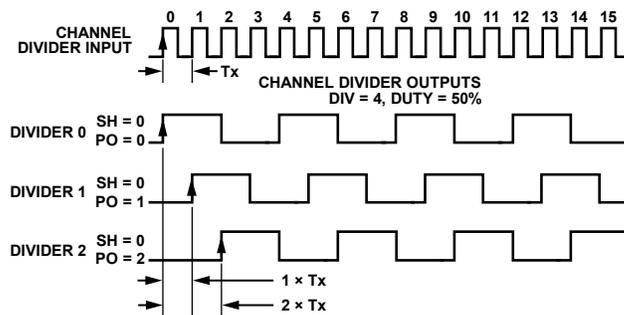 0 1 2 3 4 5 6 7 8 9 10 11 12 13 14 15
CHANNEL
DIVIDER INPUT
Tx
CHANNEL DIVIDER OUTPUTS
DIV = 4, DUTY = 50%
DIVIDER 0
SH = 0
PO = 0
DIVIDER 1
SH = 0
PO = 1
DIVIDER 2
SH = 0
PO = 2
1 × Tx
2 × Tx